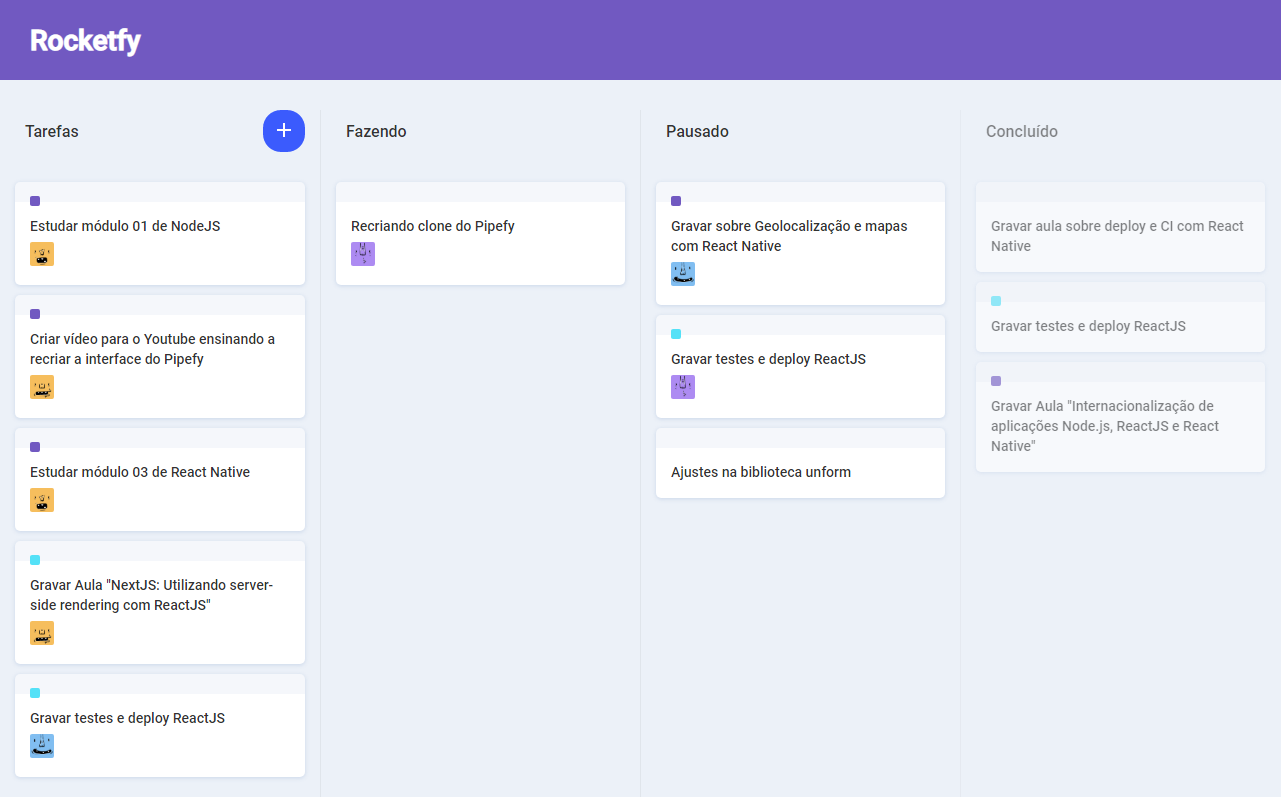 Rocketfy
Tarefas
Estudar módulo 01 de NodeJS
Criar vídeo para o Youtube ensinando a
recriar a interface do Pipefy
Estudar módulo 03 de React Native
Gravar Aula "NextJS: Utilizando server-
side rendering com ReactJS"
Gravar testes e deploy ReactJS
Fazendo
Recriando clone do Pipefy
Pausado
Gravar sobre Geolocalização e mapas
com React Native
Gravar testes e deploy ReactJS
Ajustes na biblioteca unform
Concluído
Gravar aula sobre deploy e CI com React
Native
Gravar testes e deploy ReactJS
Gravar Aula "Internacionalização de
aplicações Node.js, ReactJS e React
Native"